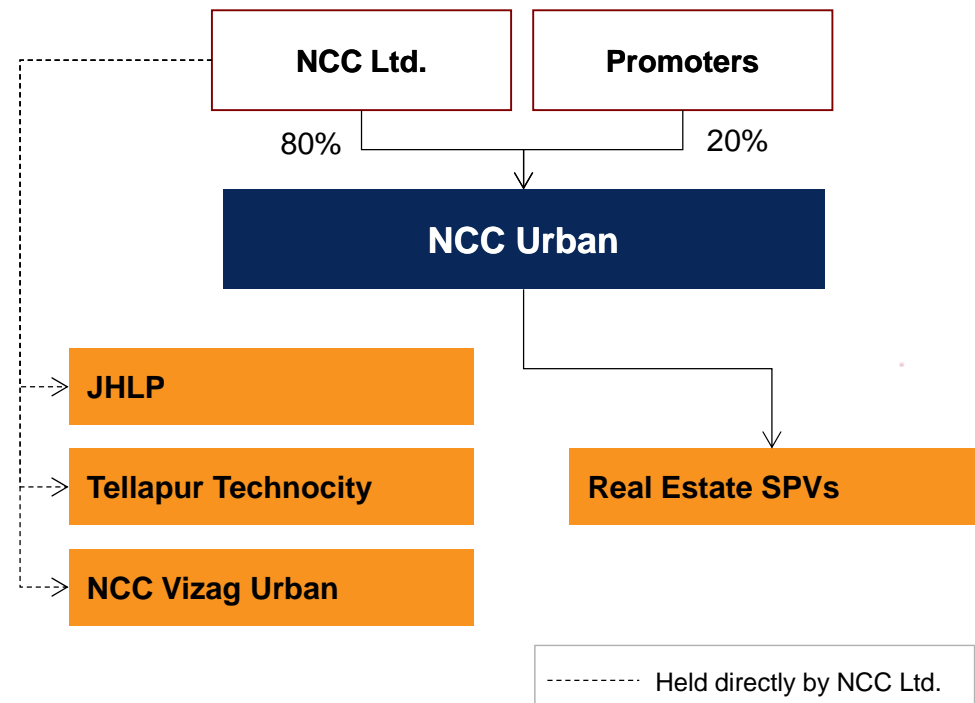 NCC Ltd.
Promoters
80%
20%
NCC Urban
JHLP
Tellapur Technocity
Real Estate SPVs
NCC Vizag Urban
Held directly by NCC Ltd.